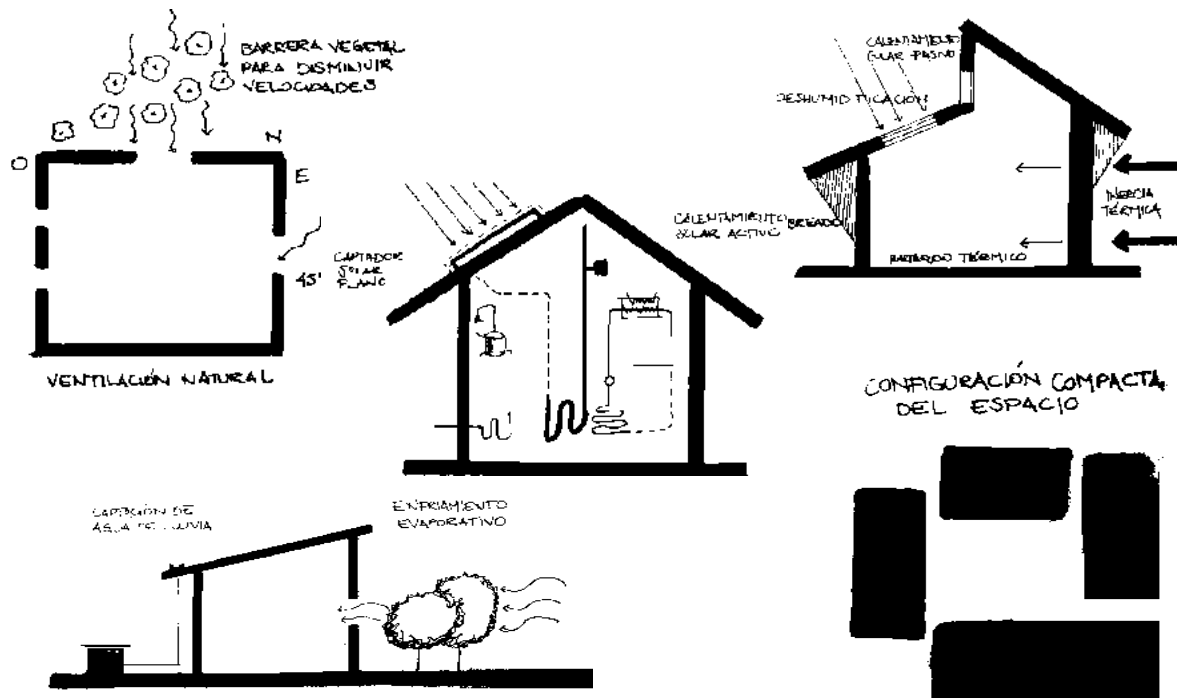 BARRERA VEGETAL
PARA DISMINUIR
VELOCIDADES
N
O
E
45°
VENTILACIÓN NATURAL
CAPTADOR
SOLAR
PLANO
CALENTAMIENTO
SOLAR ACTIVO
CALENTAMIENTO
SOLAR PASIVO
DESHUMIDIFICACIÓN
BREADO
INERCIA
TÉRMICA
RETARDO TÉRMICO
CONFIGURACIÓN COMPACTA
DEL ESPACIO
CAPTACIÓN DE
AGUA DE LLUVIA
ENFRIAMIENTO
EVAPORATIVO